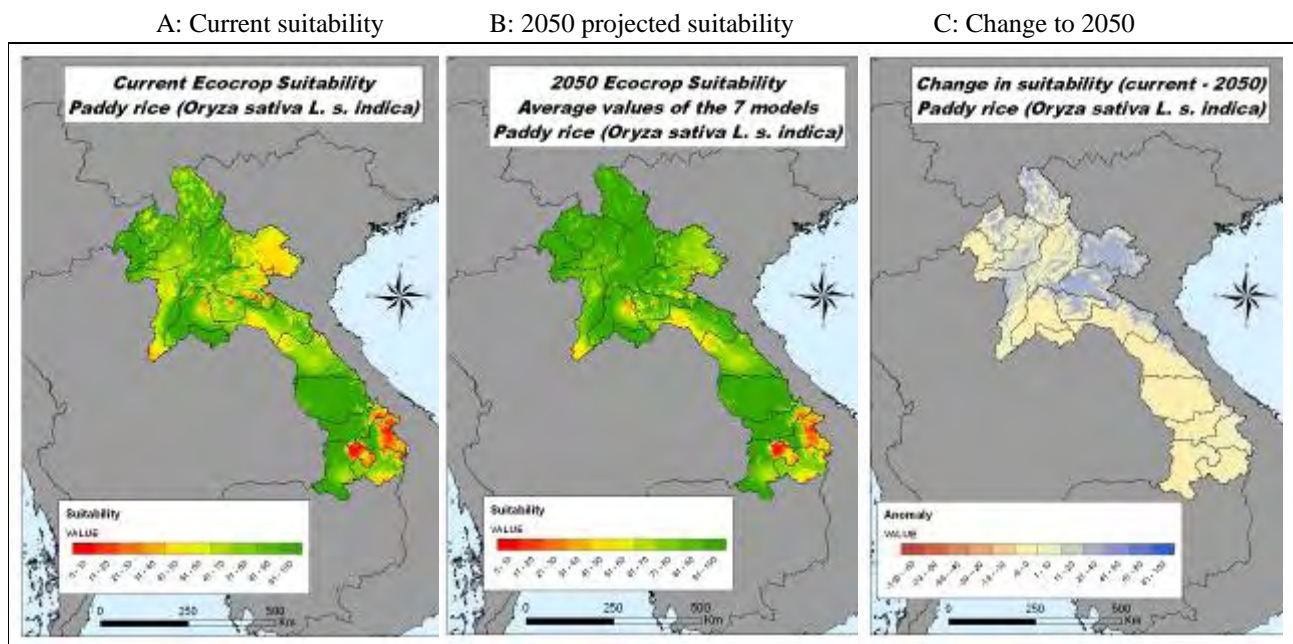 A: Current suitability
B: 2050 projected suitability
C: Change to 2050
Current Ecocrop Suitability
Paddy rice (Oryza sativa L. s. indica)
2050 Ecocrop Suitability
Average values of the 7 models
Paddy rice (Oryza sativa L. s. indica)
Change in suitability (current - 2050)
Paddy rice (Oryza sativa L. s. indica)
Suitability
VALUE
0 250 500
Km
Suitability
VALUE
0 250 500
Km
Anomaly
VALUE
0 250 500
Km